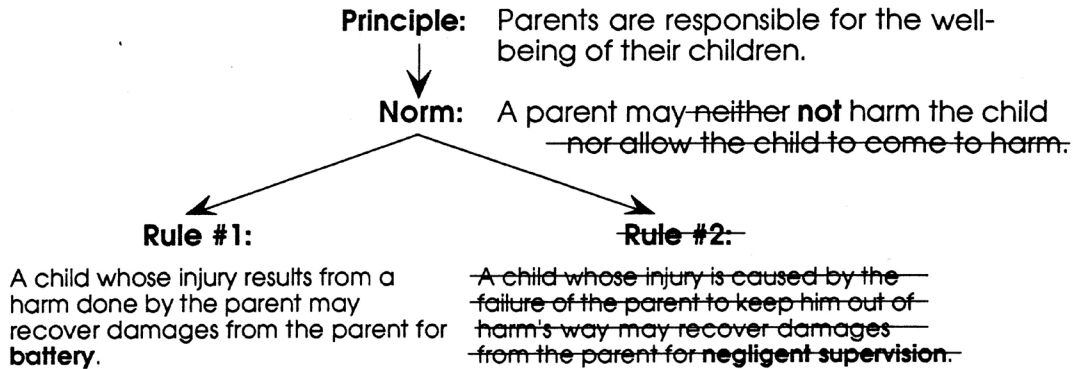 Principle: Parents are responsible for the well-
being of their children.
Norm: A parent may neither not harm the child
nor allow the child to come to harm.
Rule #1:
A child whose injury results from a
harm done by the parent may
recover damages from the parent for
battery.
Rule #2:
A child whose injury is caused by the
failure of the parent to keep him out of
harm's way may recover damages
from the parent for negligent supervision.